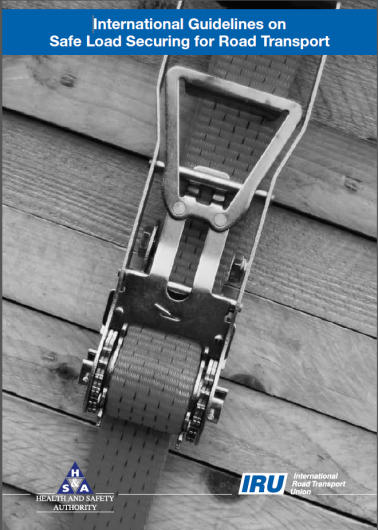 International Guidelines on
Safe Load Securing for Road Transport
H
S & A
HEALTH AND SAFETY
AUTHORITY
IRU
International
Road Transport
Union